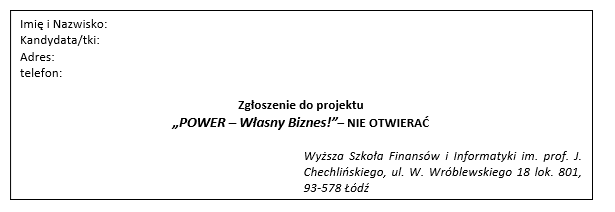 Imię i Nazwisko:
Kandydata/tki:
Adres:
telefon:
Zgłoszenie do projektu
„POWER – Własny Biznes!”– NIE OTWIERAĆ
Wyższa Szkoła Finansów i Informatyki im. prof. J.
Chechlińskiego, ul. W. Wróblewskiego 18 lok. 801,
93-578 Łódź